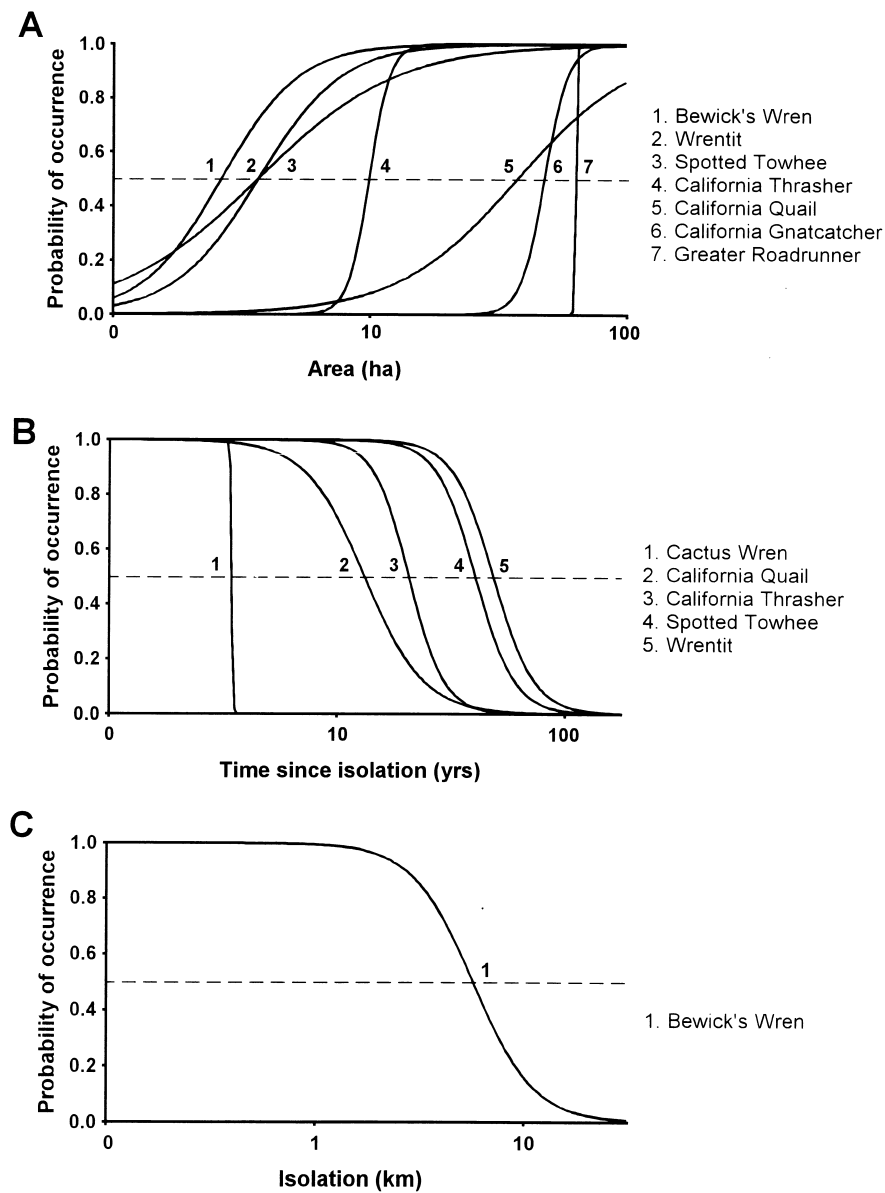 A
Probability of occurrence
1.0
0.8
0.6
0.4
0.2
0.0
1
2
3
4
5
6
7
0
10
100
Area (ha)
1. Bewick's Wren
2. Wrentit
3. Spotted Towhee
4. California Thrasher
5. California Quail
6. California Gnatcatcher
7. Greater Roadrunner
B
Probability of occurrence
1.0
0.8
0.6
0.4
0.2
0.0
1
2
3
4
5
0
10
100
Time since isolation (yrs)
1. Cactus Wren
2. California Quail
3. California Thrasher
4. Spotted Towhee
5. Wrentit
C
Probability of occurrence
1.0
0.8
0.6
0.4
0.2
0.0
1
0
1
10
Isolation (km)
1. Bewick's Wren